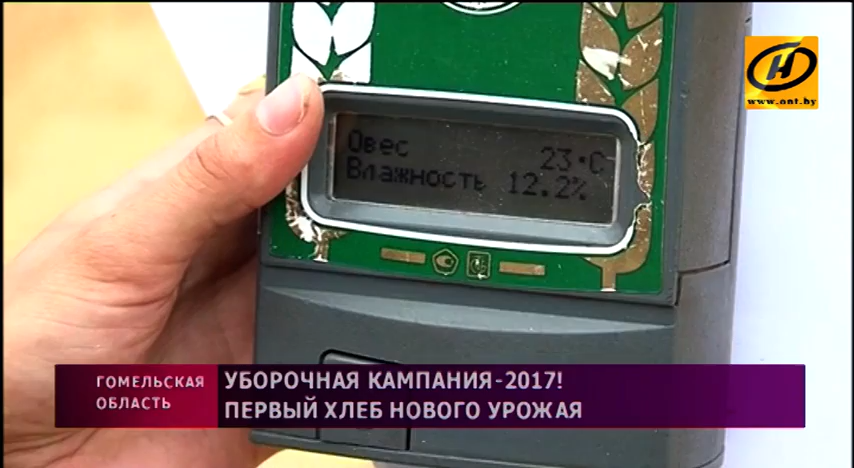 Овес 23·C
Влажность 12.2%
www.ont.by
ГОМЕЛЬСКАЯ
ОБЛАСТЬ
УБОРОЧНАЯ КАМПАНИЯ-2017!
ПЕРВЫЙ ХЛЕБ НОВОГО УРОЖАЯ